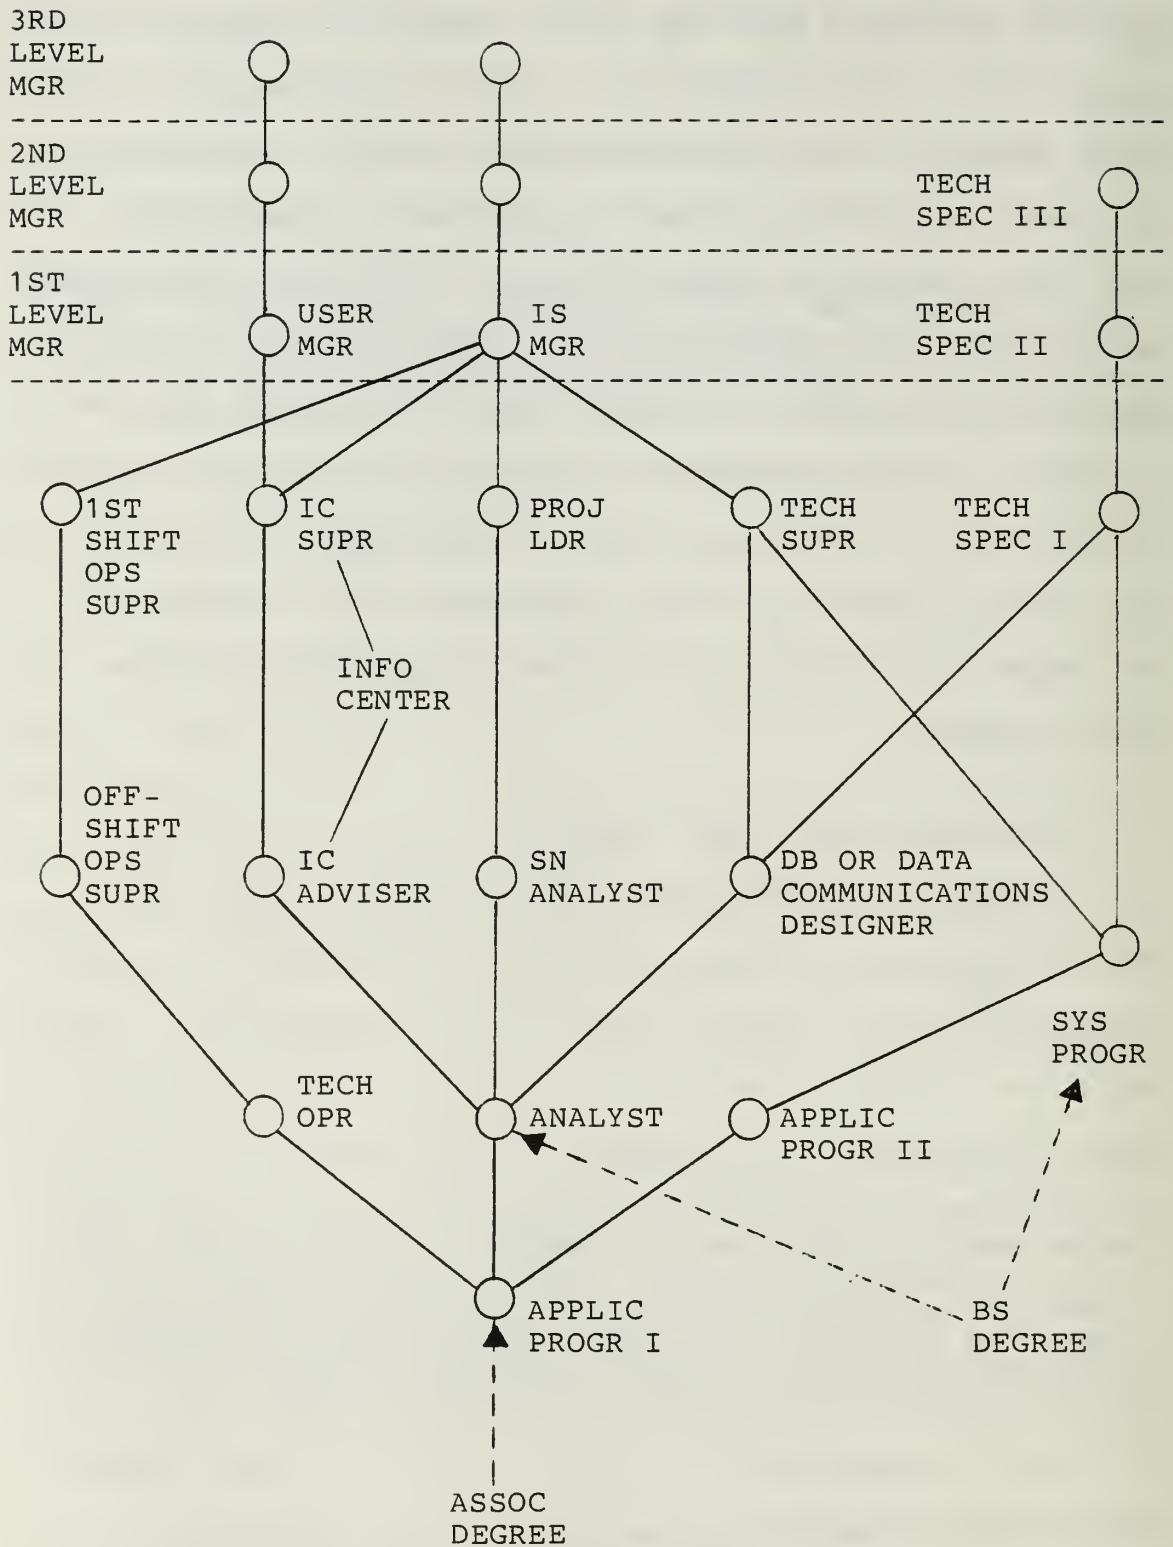 3RD
LEVEL
MGR
2ND
LEVEL
MGR
TECH
SPEC III
1ST
LEVEL
MGR
USER
MGR
IS
MGR
TECH
SPEC II
1ST
SHIFT
OPS
SUPR
IC
SUPR
PROJ
LDR
TECH
SUPR
TECH
SPEC I
INFO
CENTER
OFF-
SHIFT
OPS
SUPR
IC
ADVISER
SN
ANALYST
DB OR DATA
COMMUNICATIONS
DESIGNER
SYS
PROGR
TECH
OPR
ANALYST
APPLIC
PROGR II
APPLIC
PROGR I
BS
DEGREE
ASSOC
DEGREE